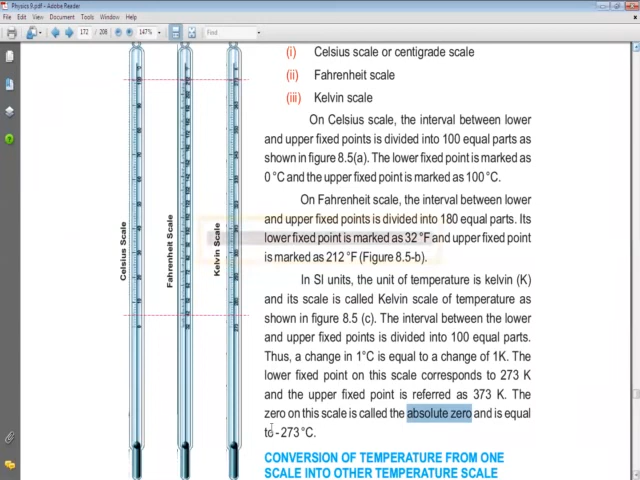 Physics 9.pdf - Adobe Reader
File Edit View Document Tools Window Help
172 / 206 147% Find
(i) Celsius scale or centigrade scale
(ii) Fahrenheit scale
(iii) Kelvin scale
On Celsius scale, the interval between lower
and upper fixed points is divided into 100 equal parts as
shown in figure 8.5(a). The lower fixed point is marked as
0 °C and the upper fixed point is marked as 100 °C.
On Fahrenheit scale, the interval between lower
and upper fixed points is divided into 180 equal parts. Its
lower fixed point is marked as 32 °F and upper fixed point
is marked as 212 °F (Figure 8.5-b).
In SI units, the unit of temperature is kelvin (K)
and its scale is called Kelvin scale of temperature as
shown in figure 8.5 (c). The interval between the lower
and upper fixed points is divided into 100 equal parts.
Thus, a change in 1°C is equal to a change of 1K. The
lower fixed point on this scale corresponds to 273 K
and the upper fixed point is referred as 373 K. The
zero on this scale is called the absolute zero and is equal
to - 273 °C.
CONVERSION OF TEMPERATURE FROM ONE
SCALE INTO OTHER TEMPERATURE SCALE
Celsius Scale
Fahrenheit Scale
Kelvin Scale